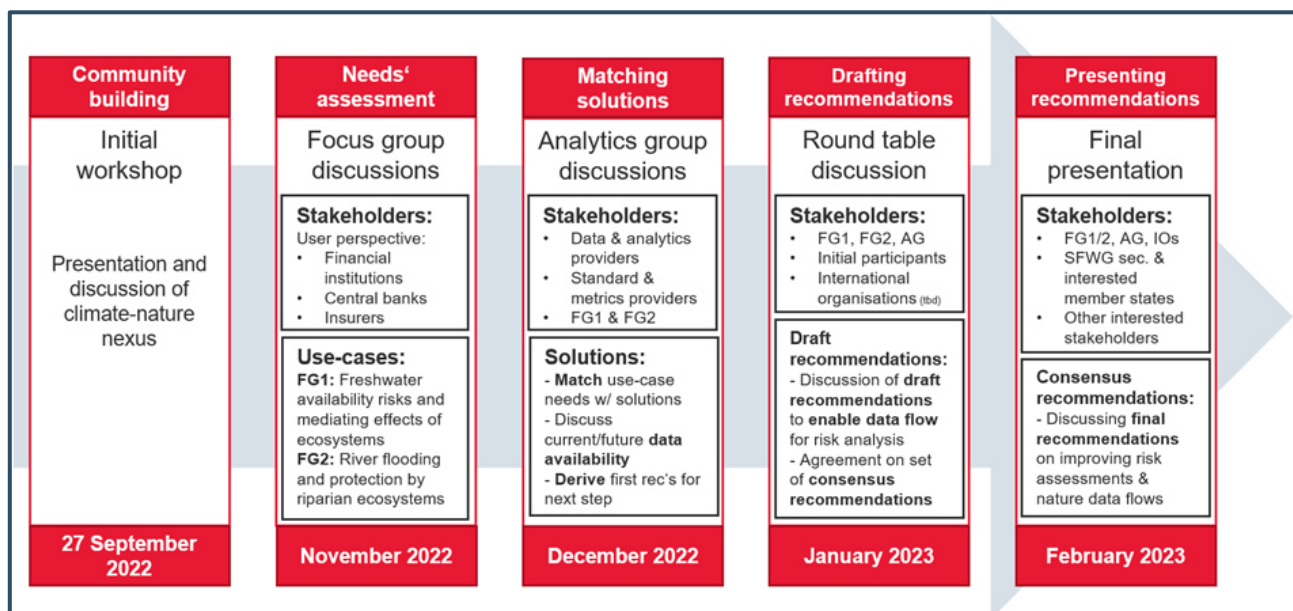 Community
building
Initial
workshop
Presentation and
discussion of
climate-nature
nexus
27 September
2022
Needs‘
assessment
Focus group
discussions
Stakeholders:
User perspective:
• Financial
institutions
• Central banks
• Insurers
Use-cases:
FG1: Freshwater
availability risks and
mediating effects of
ecosystems
FG2: River flooding
and protection by
riparian ecosystems
November 2022
Matching
solutions
Analytics group
discussions
Stakeholders:
• Data & analytics
providers
• Standard &
metrics providers
• FG1 & FG2
Solutions:
- Match use-case
needs w/ solutions
- Discuss
current/future data
availability
- Derive first rec‘s for
next step
December 2022
Drafting
recommendations
Round table
discussion
Stakeholders:
• FG1, FG2, AG
• Initial participants
• International
organisations (tbd)
Draft
recommendations:
- Discussion of draft
recommendations
to enable data flow
for risk analysis
- Agreement on set
of consensus
recommendations
January 2023
Presenting
recommendations
Final
presentation
Stakeholders:
• FG1/2, AG, IOs
• SFWG sec. &
interested
member states
• Other interested
stakeholders
Consensus
recommendations:
- Discussing final
recommendations
on improving risk
assessments &
nature data flows
February 2023